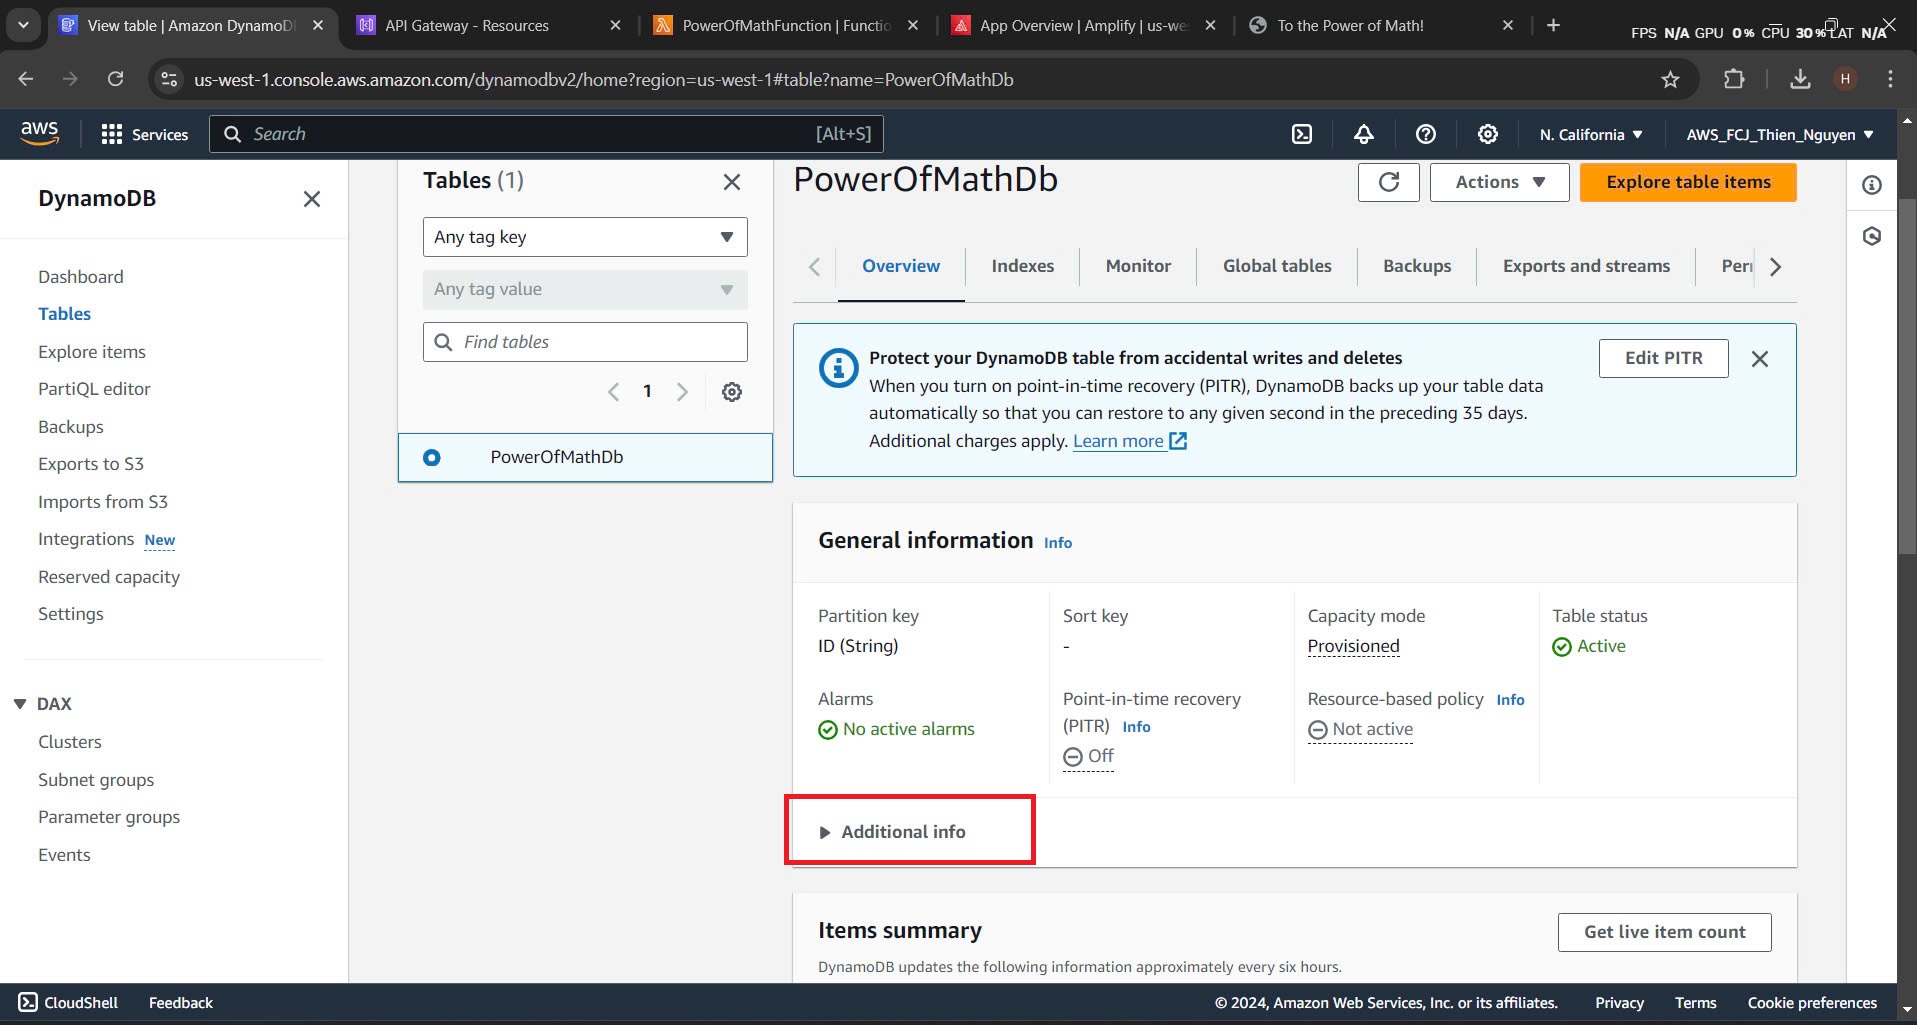 View table | Amazon DynamoD
API Gateway - Resources
PowerOfMathFunction | Functio
App Overview | Amplify | us-we
To the Power of Math!
FPS N/A GPU 0% CPU 30% LAT N/A
us-west-1.console.aws.amazon.com/dynamodbv2/home?region=us-west-1#table?name=PowerOfMathDb
H
aws
Services
Search
[Alt+S]
N. California
AWS_FCJ_Thien_Nguyen
DynamoDB
Dashboard
Tables
Explore items
PartiQL editor
Backups
Exports to S3
Imports from S3
Integrations New
Reserved capacity
Settings
DAX
Clusters
Subnet groups
Parameter groups
Events
Tables (1)
Any tag key
Any tag value
Find tables
1
PowerOfMathDb
PowerOfMathDb
Actions
Explore table items
Overview
Indexes
Monitor
Global tables
Backups
Exports and streams
Per
Protect your DynamoDB table from accidental writes and deletes
When you turn on point-in-time recovery (PITR), DynamoDB backs up your table data
automatically so that you can restore to any given second in the preceding 35 days.
Additional charges apply. Learn more
Edit PITR
General information Info
Partition key
ID (String)
Sort key
-
Capacity mode
Provisioned
Table status
Active
Alarms
No active alarms
Point-in-time recovery
(PITR) Info
Off
Resource-based policy Info
Not active
Additional info
Items summary
Get live item count
DynamoDB updates the following information approximately every six hours.
CloudShell
Feedback
© 2024, Amazon Web Services, Inc. or its affiliates.
Privacy
Terms
Cookie preferences